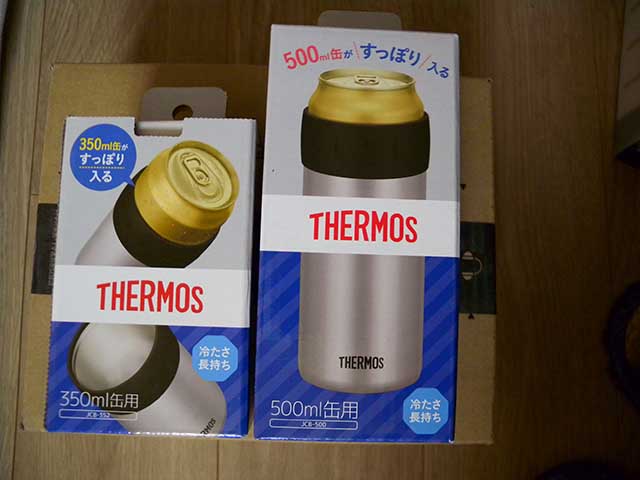 350ml缶が
すっぽり
入る
THERMOS
冷たさ
長持ち
350ml缶用
JCB-352
500ml缶が すっぽり 入る
THERMOS
THERMOS
500ml缶用
JCB-500
冷たさ
長持ち